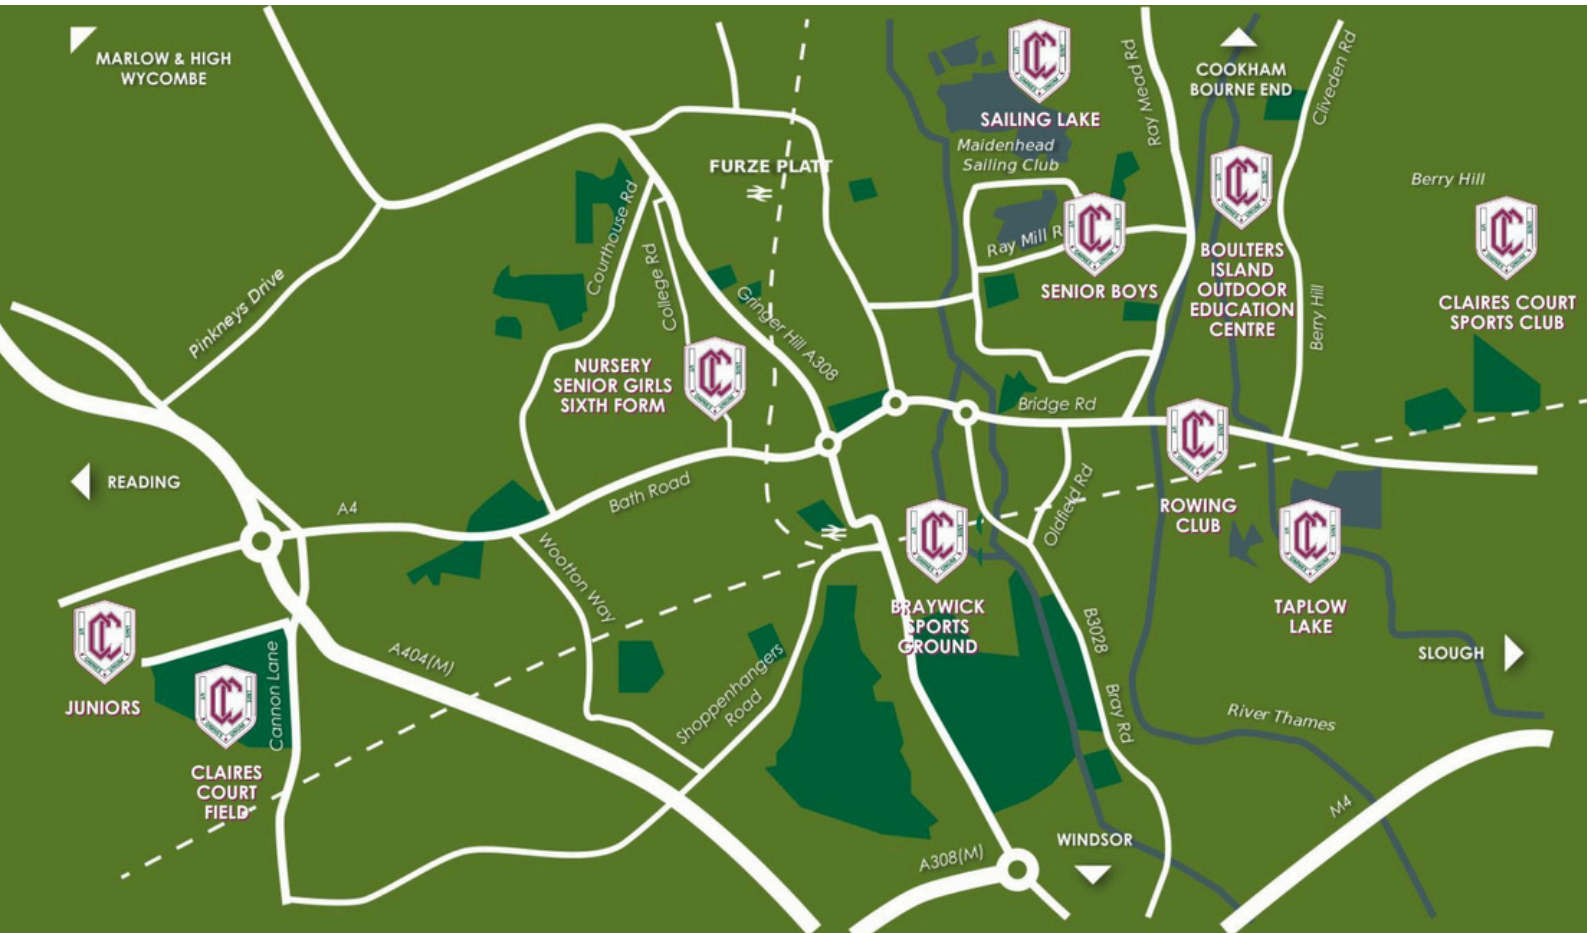 MARLOW & HIGH
WYCOMBE
SAILING LAKE
Maidenhead
Sailing Club
Ray Mead Rd
COOKHAM
BOURNE END
Cliveden Rd
FURZE PLATT
Berry Hill
Courthouse Rd
College Rd
Ray Mill R
SENIOR BOYS
BOULTERS
ISLAND
OUTDOOR
EDUCATION
CENTRE
Berry Hill
CLAIRES COURT
SPORTS CLUB
Pinkneys Drive
Gringer Hill A308
NURSERY
SENIOR GIRLS
SIXTH FORM
Bridge Rd
READING
A4
Bath Road
Oldfield Rd
ROWING
CLUB
Wootton Way
BRAYWICK
SPORTS
GROUND
TAPLOW
LAKE
B3028
SLOUGH
JUNIORS
Cannon Lane
A404(M)
Shoppenhangers
Road
Bray Rd
River Thames
CLAIRES
COURT
FIELD
M4
WINDSOR
A308(M)